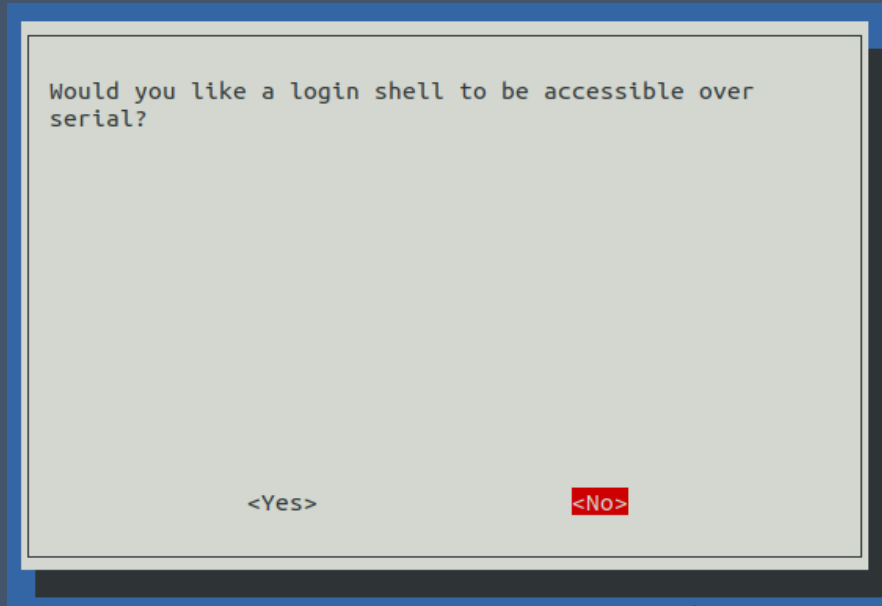 Would you like a login shell to be accessible over
serial?
<Yes> <No>